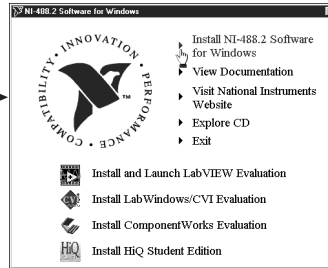 NI-488.2 Software for Windows
INNOVATION • PERFORMANCE • COMPATIBILITY •
TM
Install NI-488.2 Software
for Windows
View Documentation
Visit National Instruments
Website
Explore CD
Exit
Install and Launch LabVIEW Evaluation
CVI
Install LabWindows/CVI Evaluation
Install ComponentWorks Evaluation
HiQ
Install HiQ Student Edition